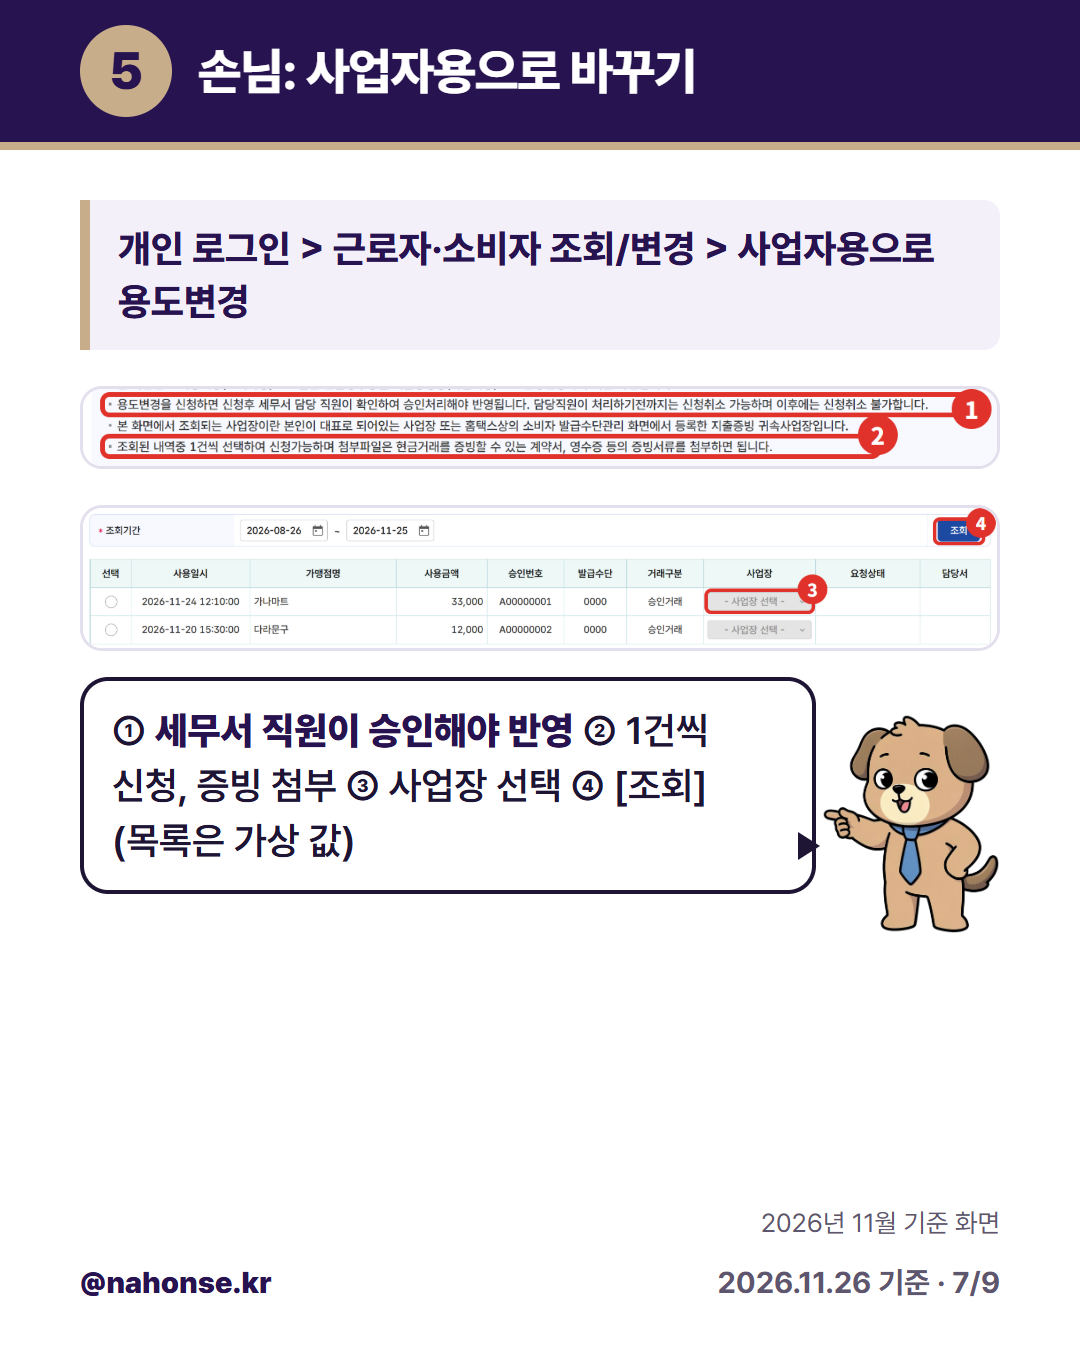 5
손님: 사업자용으로 바꾸기
개인 로그인 > 근로자·소비자 조회/변경 > 사업자용으로
용도변경
• 용도변경을 신청하면 신청후 세무서 담당 직원이 확인하여 승인처리해야 반영됩니다. 담당직원이 처리하기전까지는 신청취소 가능하며 이후에는 신청취소 불가합니다.
1
• 본 화면에서 조회되는 사업장이란 본인이 대표로 되어있는 사업장 또는 홈택스상의 소비자 발급수단관리 화면에서 등록한 지출증빙 귀속사업장입니다.
2
• 조회된 내역중 1건씩 선택하여 신청가능하며 첨부파일은 현금거래를 증빙할 수 있는 계약서, 영수증 등의 증빙서류를 첨부하면 됩니다.
* 조회기간 2026-08-26 ~ 2026-11-25 조회 4
선택 사용일시 가맹점명 사용금액 승인번호 발급수단 거래구분 사업장 요청상태 담당서
2026-11-24 12:10:00 가나마트 33,000 A00000001 0000 승인거래 - 사업장 선택 - 3
2026-11-20 15:30:00 다라문구 12,000 A00000002 0000 승인거래 - 사업장 선택 -
① 세무서 직원이 승인해야 반영 ② 1건씩
신청, 증빙 첨부 ③ 사업장 선택 ④ [조회]
(목록은 가상 값)
2026년 11월 기준 화면
@nahonse.kr
2026.11.26 기준 · 7/9